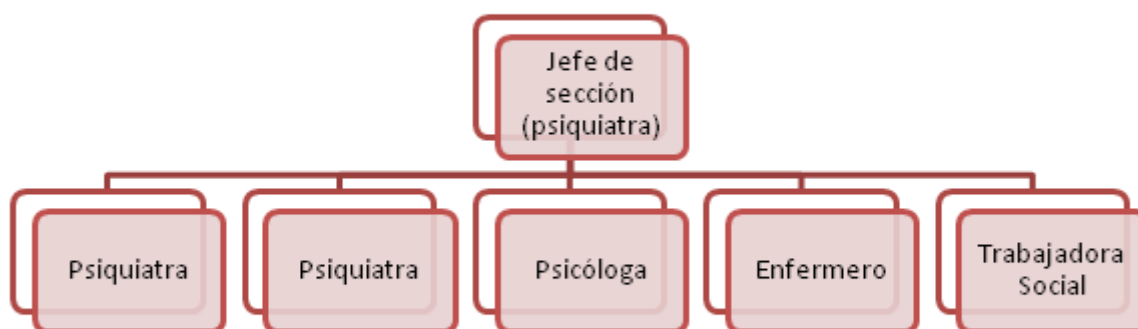 Jefe de
sección
(psiquiatra)
Psiquiatra
Psiquiatra
Psicóloga
Enfermero
Trabajadora
Social